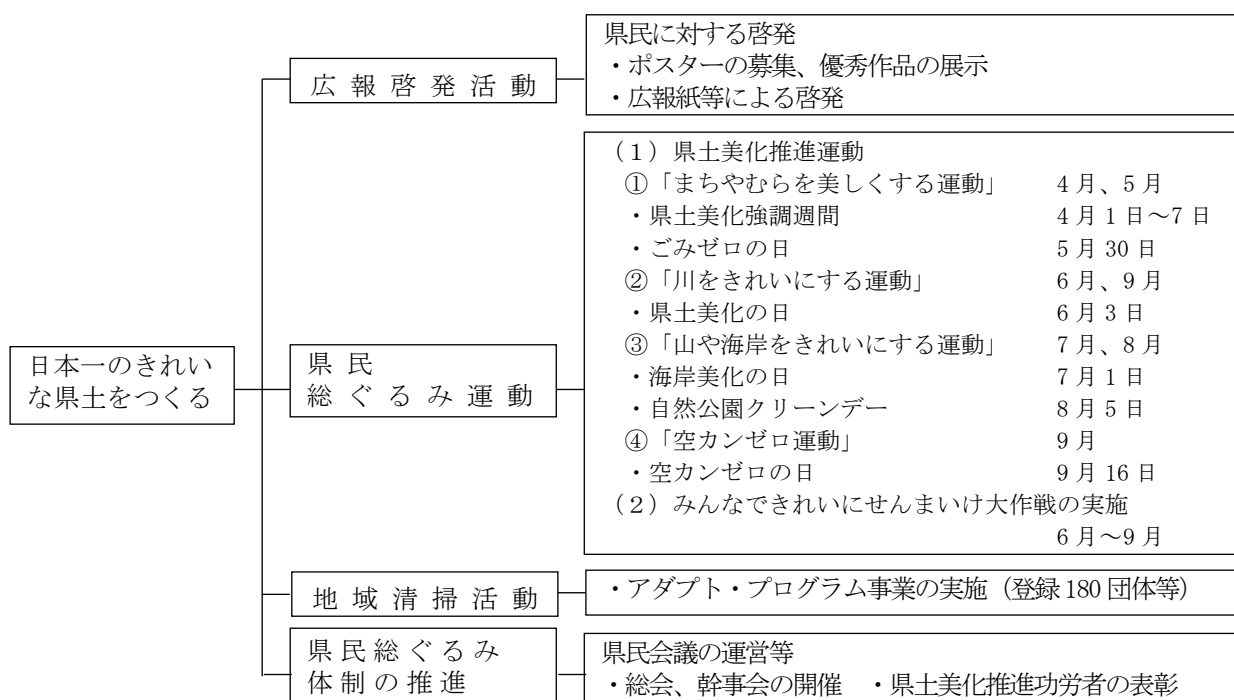 日本一のきれい
な県土をつくる
広報啓発活動
県民に対する啓発
・ポスターの募集、優秀作品の展示
・広報紙等による啓発
県民
総ぐるみ運動
（１）県土美化推進運動
①「まちやむらを美しくする運動」 4月、5月
・県土美化強調週間 4月1日～7日
・ごみゼロの日 5月30日
②「川をきれいにする運動」 6月、9月
・県土美化の日 6月3日
③「山や海岸をきれいにする運動」 7月、8月
・海岸美化の日 7月1日
・自然公園クリーンデー 8月5日
④「空カンゼロ運動」 9月
・空カンゼロの日 9月16日
（２）みんなできれいにせんまいけ大作戦の実施
6月～9月
地域清掃活動
・アダプト・プログラム事業の実施（登録180団体等）
県民総ぐるみ
体制の推進
県民会議の運営等
・総会、幹事会の開催 ・県土美化推進功労者の表彰